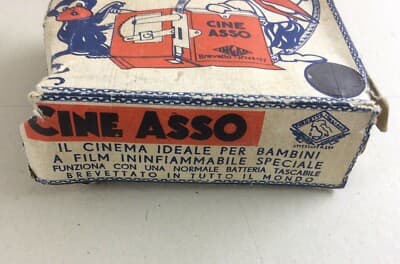 CINE
ASSO
CINE ASSO
IL CINEMA IDEALE PER BAMBINI
A FILM ININFIAMMABILE SPECIALE
FUNZIONA CON UNA NORMALE BATTERIA TASCABILE
BREVETTATO IN TUTTO IL MONDO